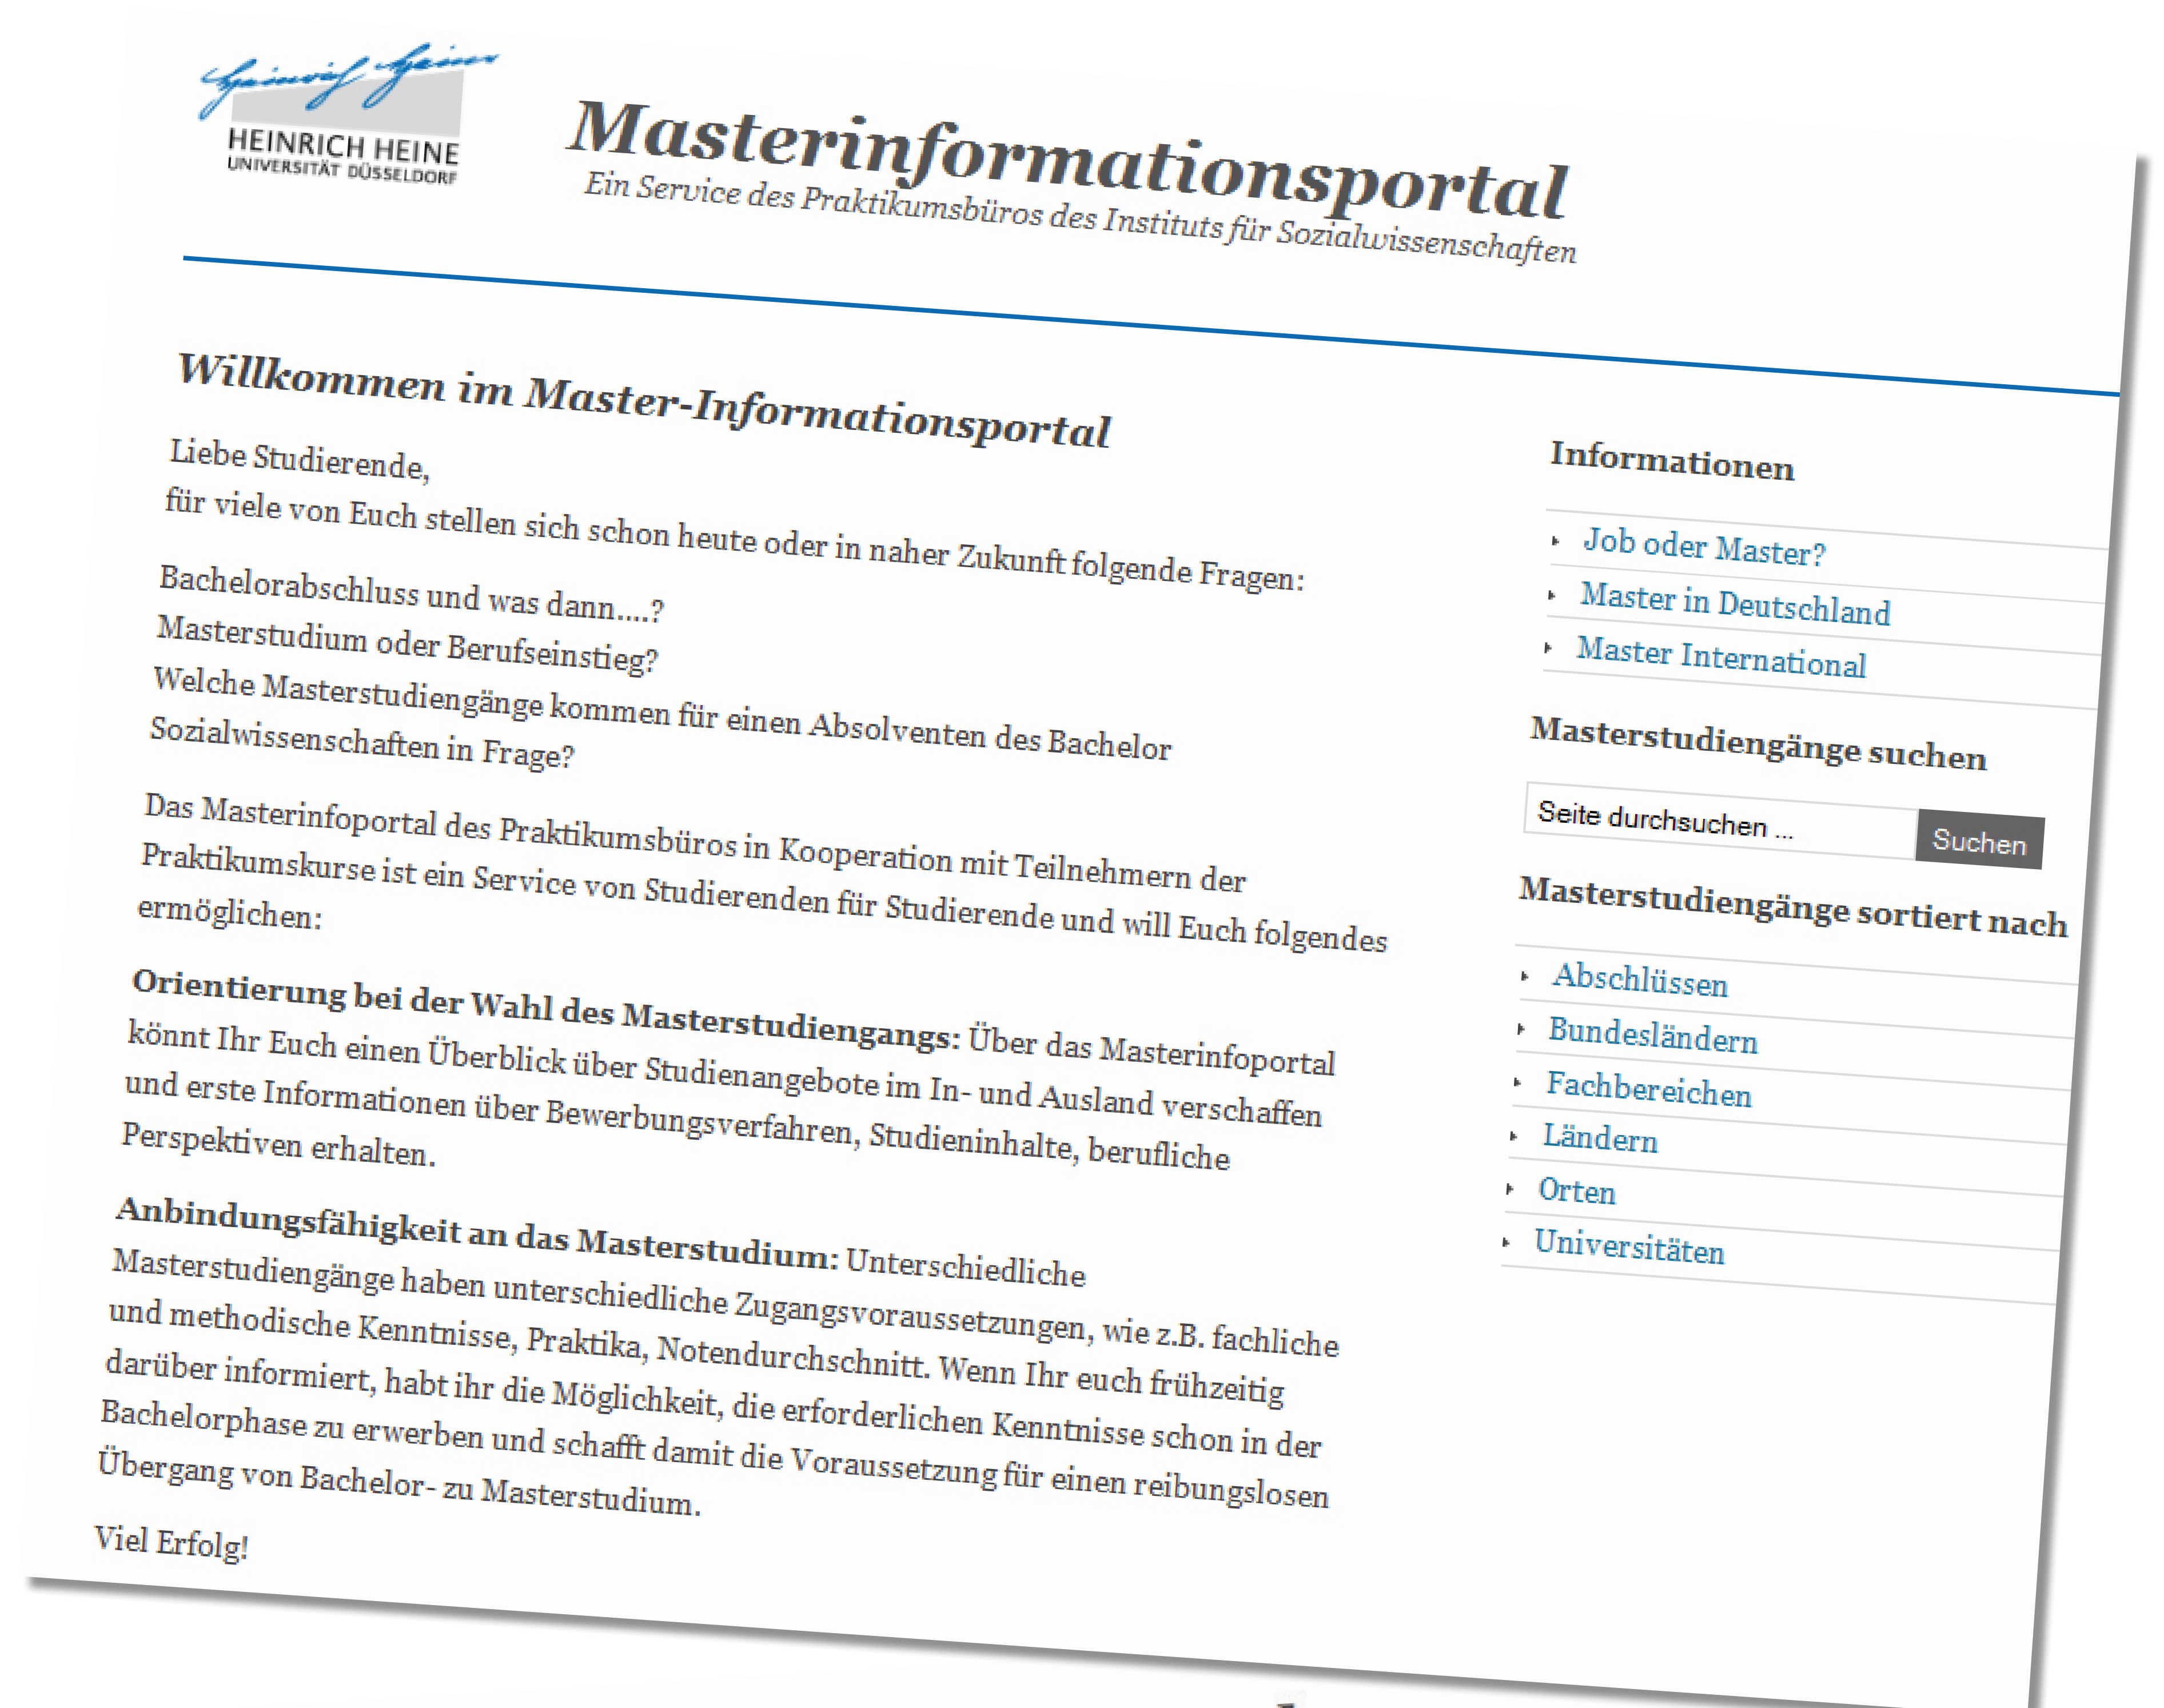 Heinrich Heine
HEINRICH HEINE
UNIVERSITÄT DÜSSELDORF
Masterinformationsportal
Ein Service des Praktikumsbüros des Instituts für Sozialwissenschaften
Willkommen im Master-Informationsportal
Liebe Studierende,
für viele von Euch stellen sich schon heute oder in naher Zukunft folgende Fragen:
Bachelorabschluss und was dann....?
Masterstudium oder Berufseinstieg?
Welche Masterstudiengänge kommen für einen Absolventen des Bachelor
Sozialwissenschaften in Frage?
Das Masterinfoportal des Praktikumsbüros in Kooperation mit Teilnehmern der
Praktikumskurse ist ein Service von Studierenden für Studierende und will Euch folgendes
ermöglichen:
Orientierung bei der Wahl des Masterstudiengangs: Über das Masterinfoportal
könnt Ihr Euch einen Überblick über Studienangebote im In- und Ausland verschaffen
und erste Informationen über Bewerbungsverfahren, Studieninhalte, berufliche
Perspektiven erhalten.
Anbindungsfähigkeit an das Masterstudium: Unterschiedliche
Masterstudiengänge haben unterschiedliche Zugangsvoraussetzungen, wie z.B. fachliche
und methodische Kenntnisse, Praktika, Notendurchschnitt. Wenn Ihr euch frühzeitig
darüber informiert, habt ihr die Möglichkeit, die erforderlichen Kenntnisse schon in der
Bachelorphase zu erwerben und schafft damit die Voraussetzung für einen reibungslosen
Übergang von Bachelor- zu Masterstudium.
Viel Erfolg!
Informationen
Job oder Master?
Master in Deutschland
Master International
Masterstudiengänge suchen
Seite durchsuchen ...
Suchen
Masterstudiengänge sortiert nach
Abschlüssen
Bundesländern
Fachbereichen
Ländern
Orten
Universitäten